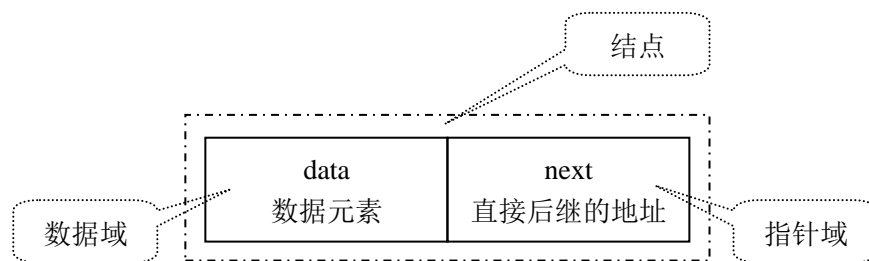 结点
data
next
数据元素
直接后继的地址
数据域
指针域